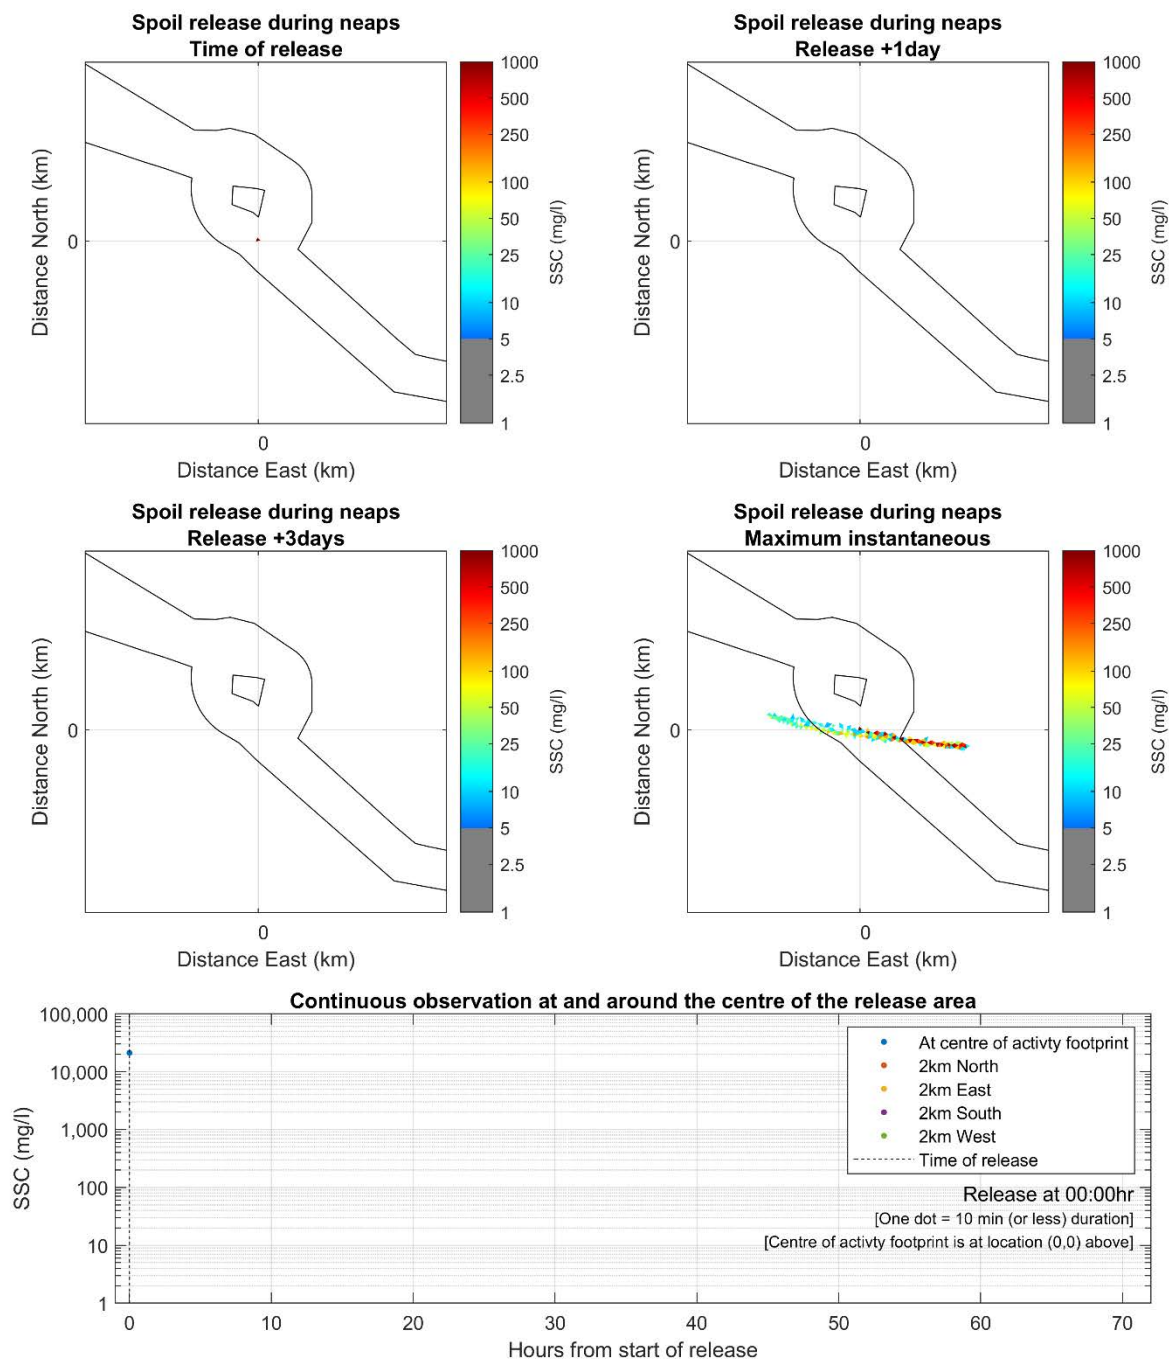 Spoil release during neaps
Time of release
1000
500
250
100
50
25
10
5
2.5
1
SSC (mg/l)
Distance North (km)
0
0
Distance East (km)
Spoil release during neaps
Release +1day
1000
500
250
100
50
25
10
5
2.5
1
SSC (mg/l)
Distance North (km)
0
0
Distance East (km)
Spoil release during neaps
Release +3days
1000
500
250
100
50
25
10
5
2.5
1
SSC (mg/l)
Distance North (km)
0
0
Distance East (km)
Spoil release during neaps
Maximum instantaneous
1000
500
250
100
50
25
10
5
2.5
1
SSC (mg/l)
Distance North (km)
0
0
Distance East (km)
Continuous observation at and around the centre of the release area
100,000
10,000
1,000
100
10
1
SSC (mg/l)
At centre of activty footprint
2km North
2km East
2km South
2km West
Time of release
Release at 00:00hr
[One dot = 10 min (or less) duration]
[Centre of activty footprint is at location (0,0) above]
0 10 20 30 40 50 60 70
Hours from start of release